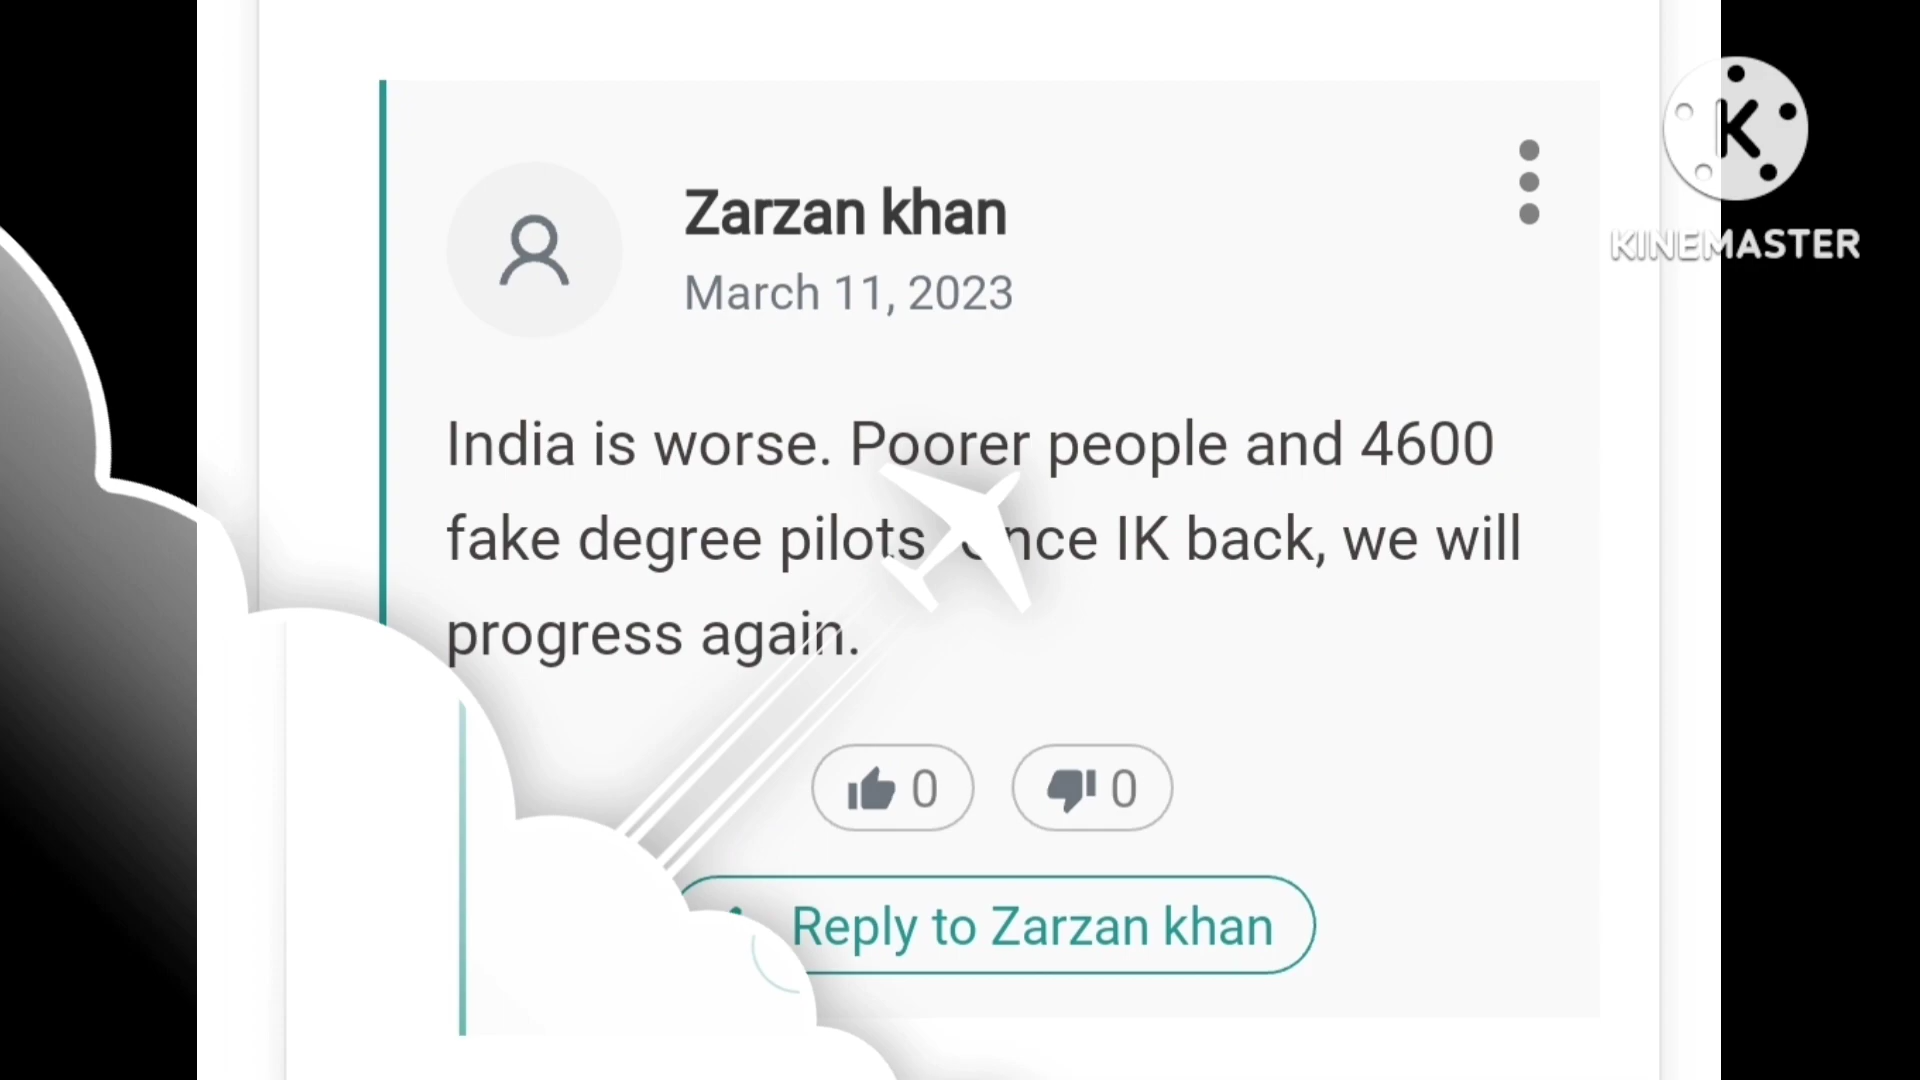 Zarzan khan
March 11, 2023
India is worse. Poorer people and 4600
fake degree pilots nce IK back, we will
progress again.
0 0
Reply to Zarzan khan
K
KINEMASTER